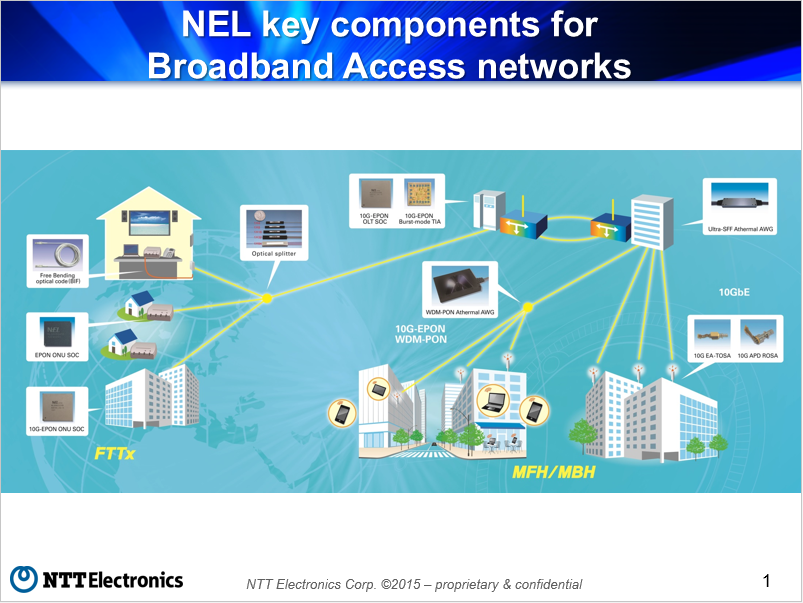 NEL key components for
Broadband Access networks
10G-EPON
OLT SOC
10G-EPON
Burst-mode TIA
Ultra-SFF Athermal AWG
Optical splitter
Free Bending
optical code(BIF)
WDM-PON Athermal AWG
10GbE
EPON ONU SOC
10G-EPON
WDM-PON
10G EA-TOSA
10G APD ROSA
10G-EPON ONU SOC
FTTx
MFH/MBH
NTT Electronics
NTT Electronics Corp. ©2015 – proprietary & confidential
1